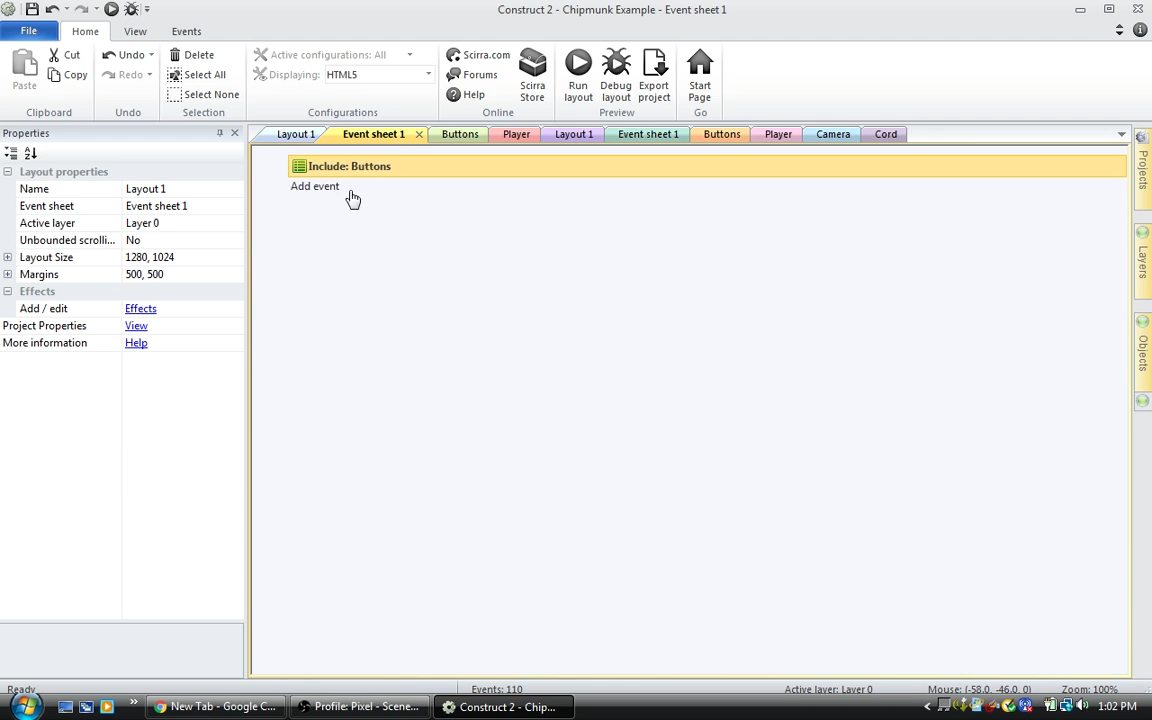 Construct 2 - Chipmunk Example - Event sheet 1
File
Home
View
Events
Paste
Cut
Copy
Clipboard
Undo
Redo
Undo
Delete
Select All
Select None
Selection
Active configurations: All
Displaying: HTML5
Configurations
Scirra.com
Forums
Help
Scirra Store
Online
Run layout
Debug layout
Export project
Preview
Start Page
Go
Properties
Layout 1
Event sheet 1
Buttons
Player
Layout 1
Event sheet 1
Buttons
Player
Camera
Cord
Layout properties
Name Layout 1
Event sheet Event sheet 1
Active layer Layer 0
Unbounded scrolli... No
Layout Size 1280, 1024
Margins 500, 500
Effects
Add / edit Effects
Project Properties View
More information Help
Include: Buttons
Add event
Projects
Layers
Objects
Ready
Events: 110
Active layer: Layer 0
Mouse: (-58.0, -46.0, 0)
Zoom: 100%
New Tab - Google C...
Profile: Pixel - Scene...
Construct 2 - Chip...
1:02 PM